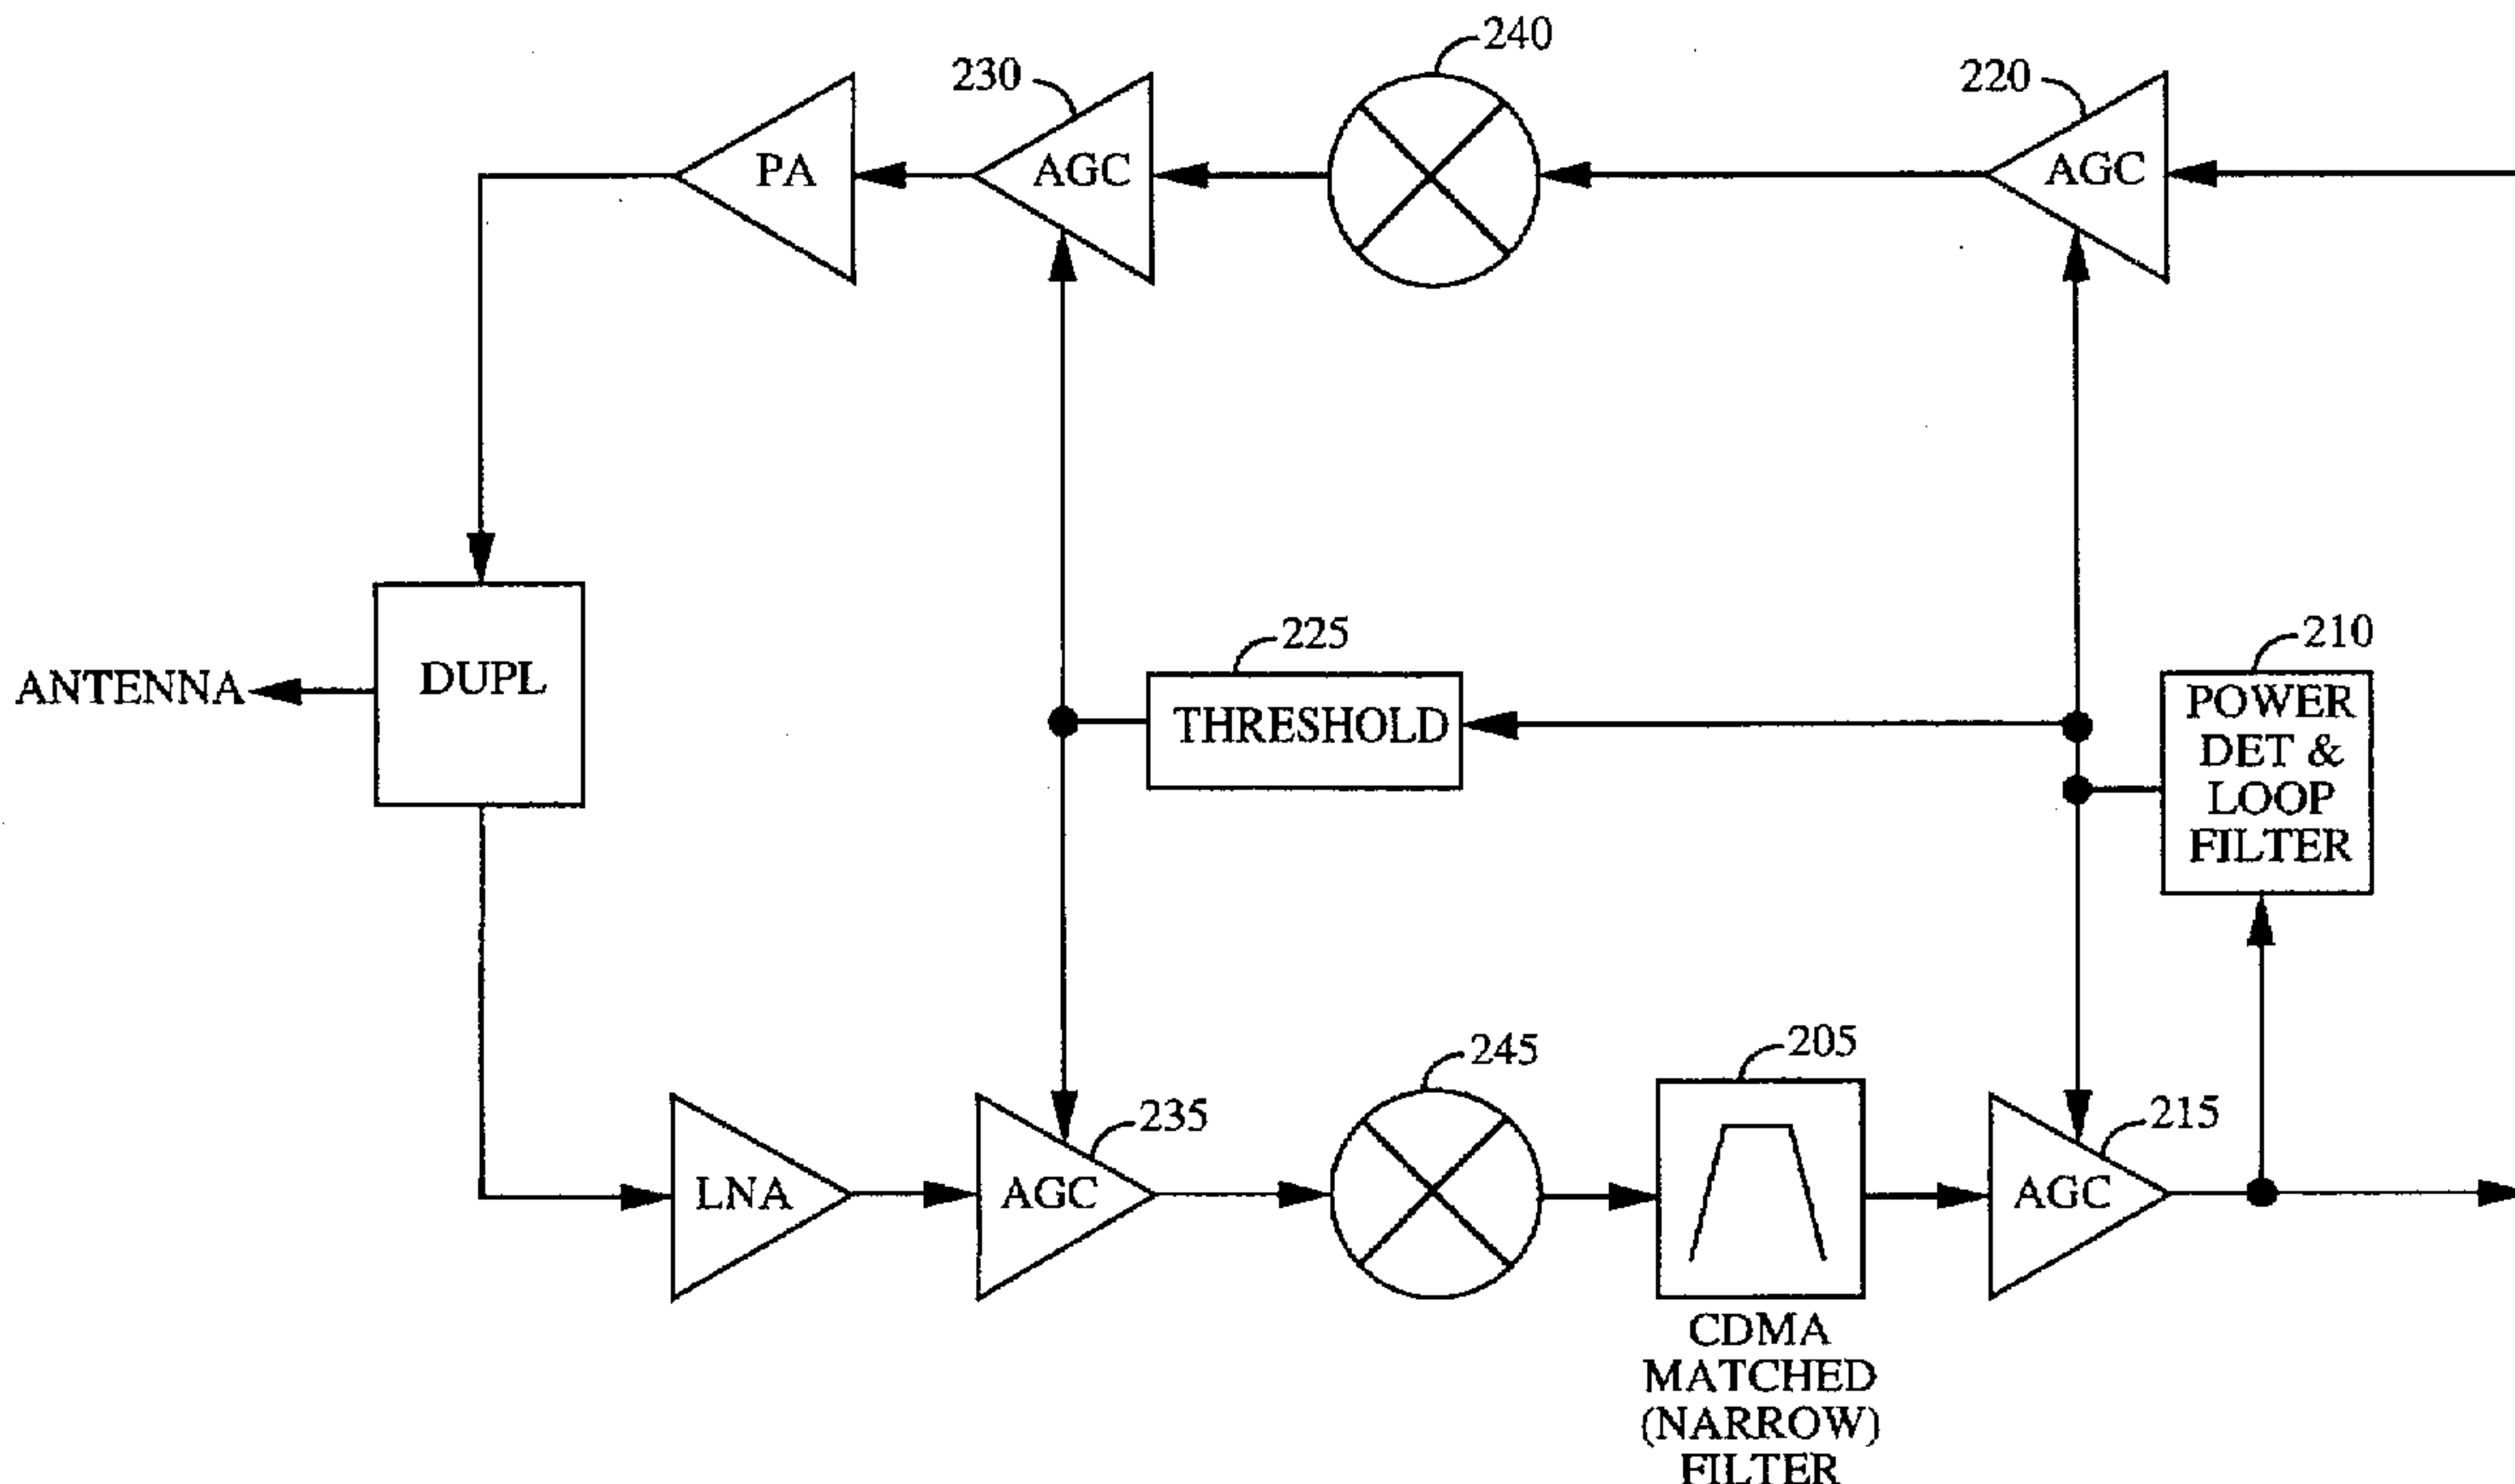 240
230
220
PA
AGC
AGC
225
210
ANTENNA
DUPL
THRESHOLD
POWER
DET &
LOOP
FILTER
245
205
235
215
LNA
AGC
AGC
CDMA
MATCHED
(NARROW)
FILTER